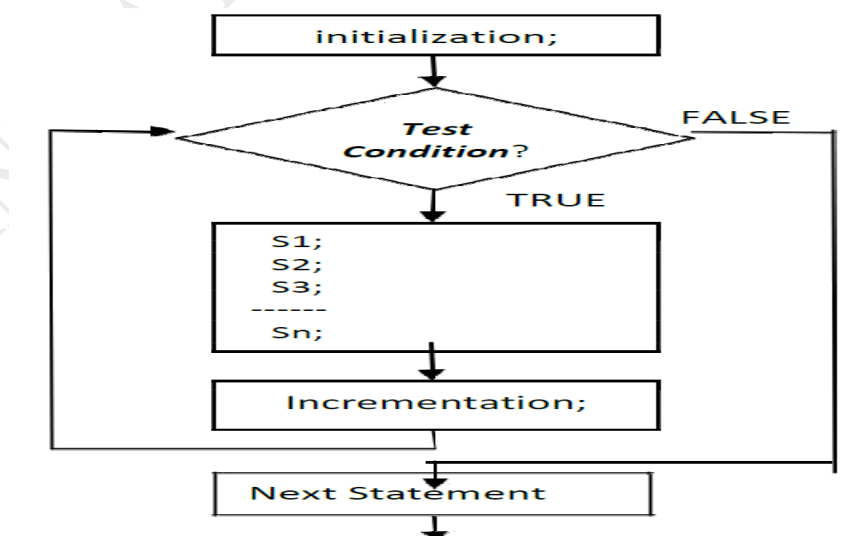 initialization;
Test
Condition?
FALSE
TRUE
S1;
S2;
S3;
------
Sn;
Incrementation;
Next Statement